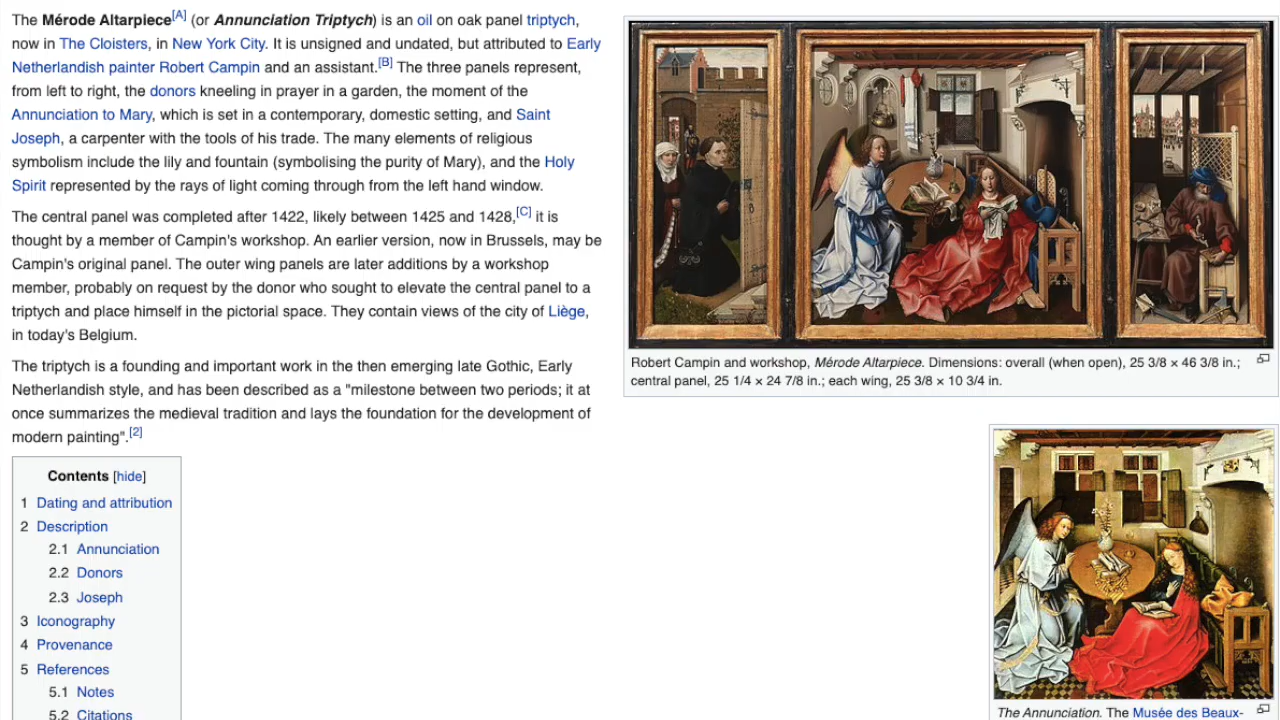 The Mérode Altarpiece[A] (or Annunciation Triptych) is an oil on oak panel triptych,
now in The Cloisters, in New York City. It is unsigned and undated, but attributed to Early
Netherlandish painter Robert Campin and an assistant.[B] The three panels represent,
from left to right, the donors kneeling in prayer in a garden, the moment of the
Annunciation to Mary, which is set in a contemporary, domestic setting, and Saint
Joseph, a carpenter with the tools of his trade. The many elements of religious
symbolism include the lily and fountain (symbolising the purity of Mary), and the Holy
Spirit represented by the rays of light coming through from the left hand window.
The central panel was completed after 1422, likely between 1425 and 1428,[C] it is
thought by a member of Campin's workshop. An earlier version, now in Brussels, may be
Campin's original panel. The outer wing panels are later additions by a workshop
member, probably on request by the donor who sought to elevate the central panel to a
triptych and place himself in the pictorial space. They contain views of the city of Liège,
in today's Belgium.
The triptych is a founding and important work in the then emerging late Gothic, Early
Netherlandish style, and has been described as a "milestone between two periods; it at
once summarizes the medieval tradition and lays the foundation for the development of
modern painting".[2]
Contents [hide]
1 Dating and attribution
2 Description
2.1 Annunciation
2.2 Donors
2.3 Joseph
3 Iconography
4 Provenance
5 References
5.1 Notes
5.2 Citations
Robert Campin and workshop, Mérode Altarpiece. Dimensions: overall (when open), 25 3/8 × 46 3/8 in.;
central panel, 25 1/4 × 24 7/8 in.; each wing, 25 3/8 × 10 3/4 in.
The Annunciation. The Musée des Beaux-